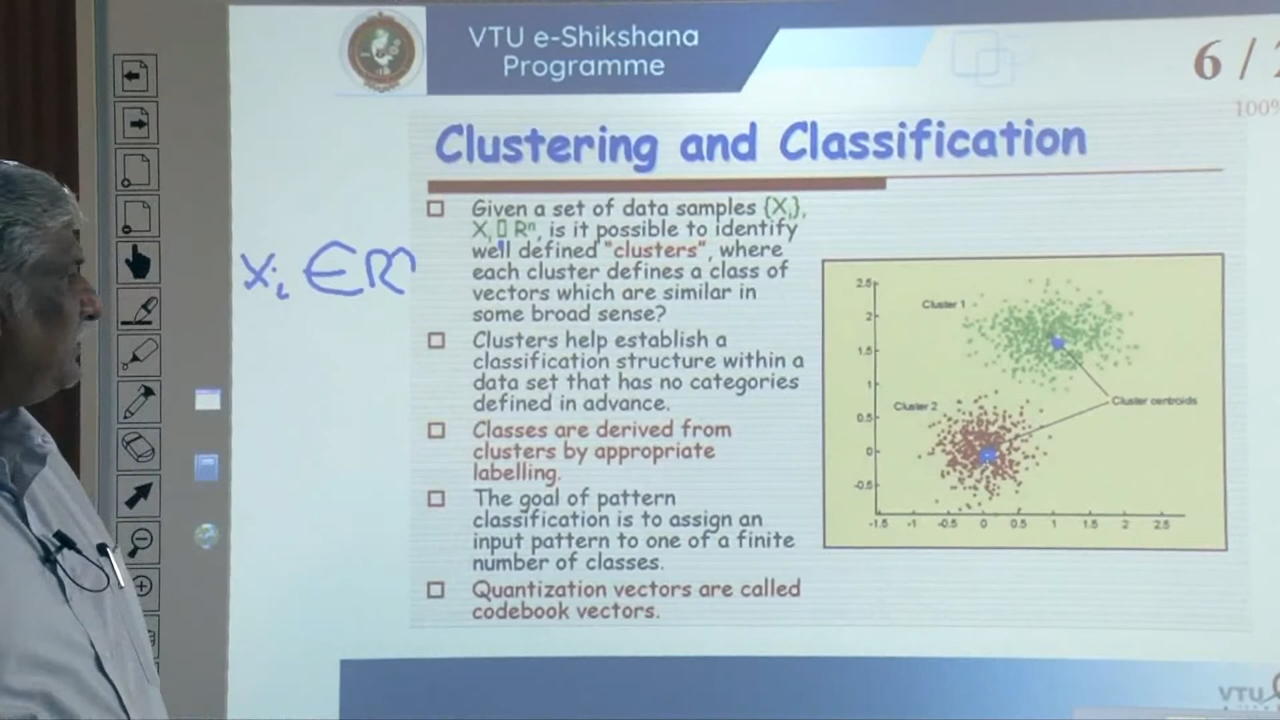 VTU e-Shikshana
Programme
6 / 2
100%
Clustering and Classification
Given a set of data samples {Xᵢ},
Xᵢ ▯ Rⁿ, is it possible to identify
well defined "clusters", where
each cluster defines a class of
vectors which are similar in
some broad sense?
Clusters help establish a
classification structure within a
data set that has no categories
defined in advance.
Classes are derived from
clusters by appropriate
labelling.
The goal of pattern
classification is to assign an
input pattern to one of a finite
number of classes.
Quantization vectors are called
codebook vectors.
Xᵢ ∈ Rⁿ
2.5
2
1.5
1
0.5
0
-0.5
Cluster 1
Cluster 2
Cluster centroids
-1.5 -1 -0.5 0 0.5 1 1.5 2 2.5
VTU